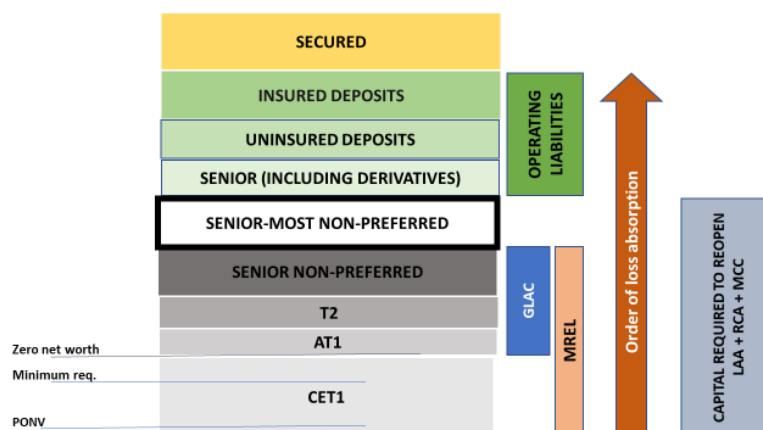 SECURED
INSURED DEPOSITS
UNINSURED DEPOSITS
SENIOR (INCLUDING DERIVATIVES)
SENIOR-MOST NON-PREFERRED
SENIOR NON-PREFERRED
T2
AT1
CET1
Zero net worth
Minimum req.
PONV
OPERATING
LIABILITIES
GLAC
MREL
Order of loss absorption
CAPITAL REQUIRED TO REOPEN
LAA + RCA + MCC